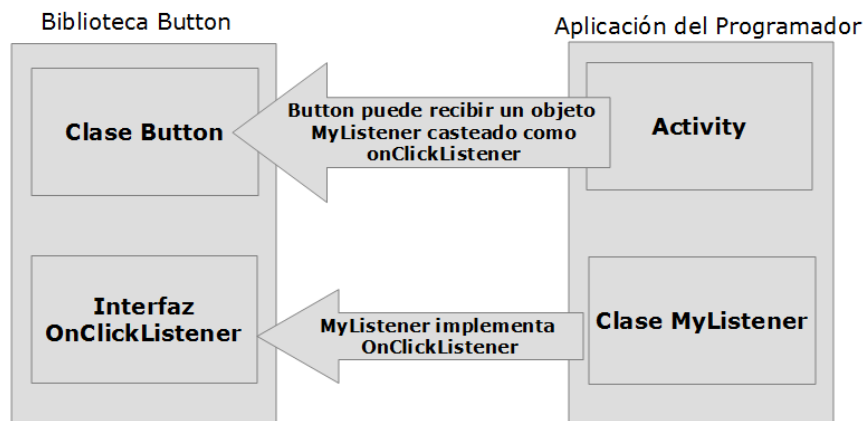 Biblioteca Button
Aplicación del Programador
Clase Button
Button puede recibir un objeto
MyListener casteado como
onClickListener
Activity
Interfaz
OnClickListener
MyListener implementa
OnClickListener
Clase MyListener